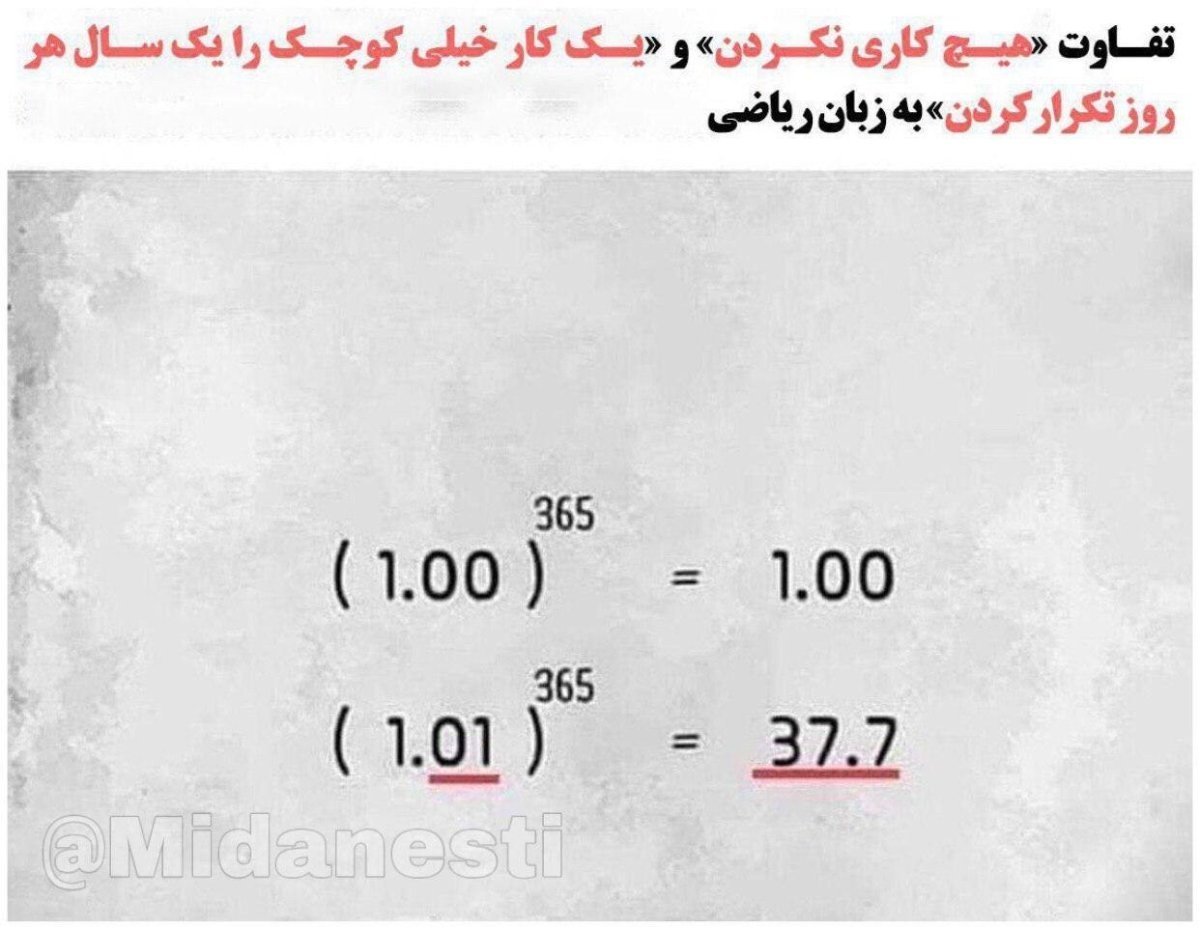 تفاوت «هیچ کاری نکردن» و «یک کار خیلی کوچک را یک سال هر
روز تکرار کردن» به زبان ریاضی
( 1.00 )³⁶⁵ = 1.00
( 1.01 )³⁶⁵ = 37.7
@Midanesti